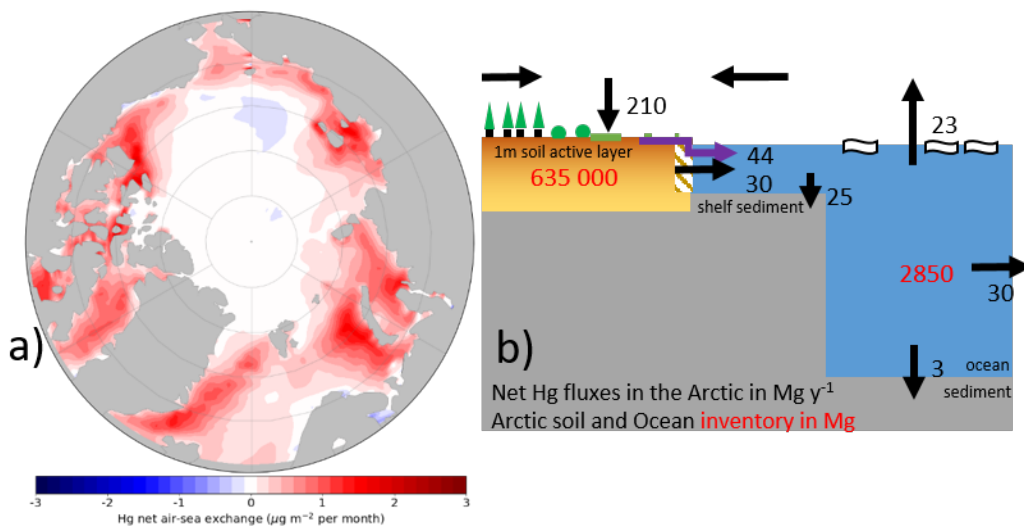 a)
-3
-2
-1
0
1
2
3
Hg net air-sea exchange (μg m⁻² per month)
210
23
1m soil active layer
635 000
44
30
shelf sediment
25
2850
30
b)
3
ocean
sediment
Net Hg fluxes in the Arctic in Mg y⁻¹
Arctic soil and Ocean inventory in Mg